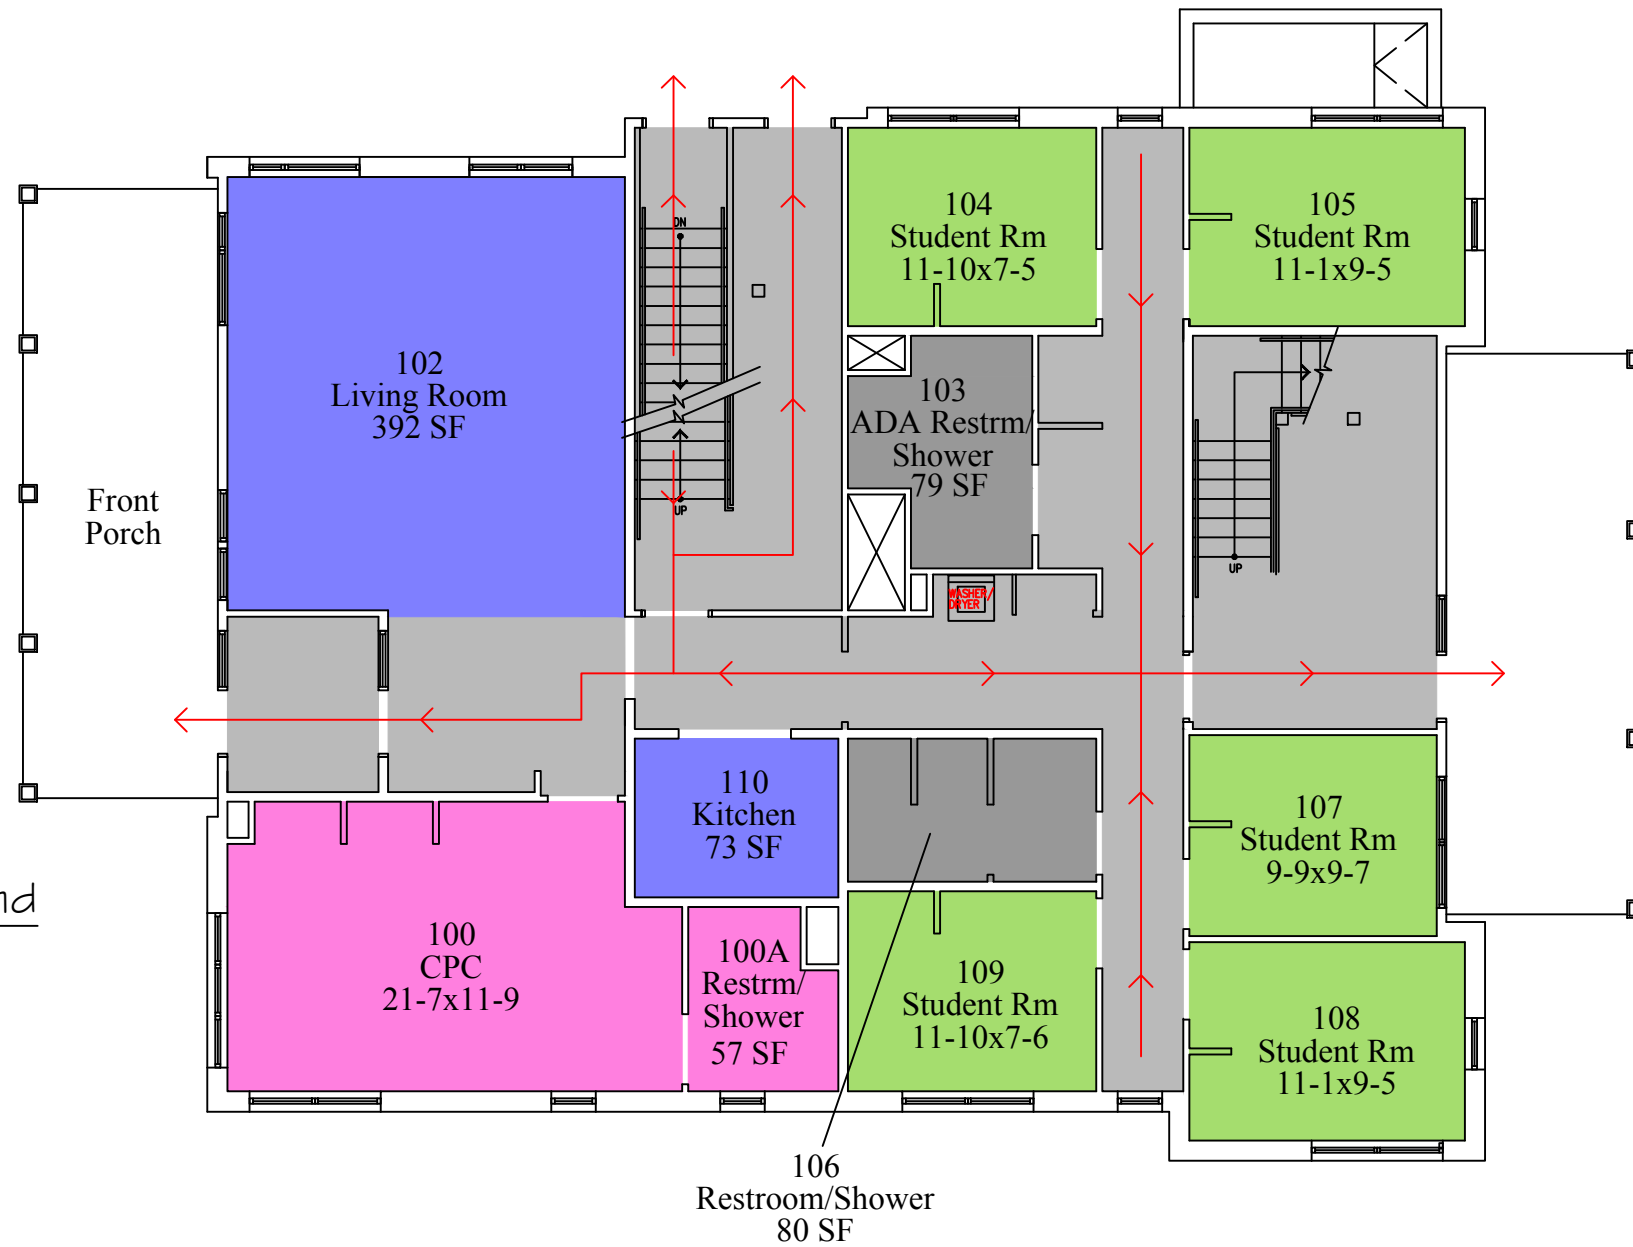 104
Student Rm
11-10x7-5
105
Student Rm
11-1x9-5
DN
102
Living Room
392 SF
103
ADA Restrm/
Shower
79 SF
Front
Porch
UP
UP
WASHER/
DRYER
110
Kitchen
73 SF
107
Student Rm
9-9x9-7
100
CPC
21-7x11-9
100A
Restrm/
Shower
57 SF
109
Student Rm
11-10x7-6
108
Student Rm
11-1x9-5
106
Restroom/Shower
80 SF